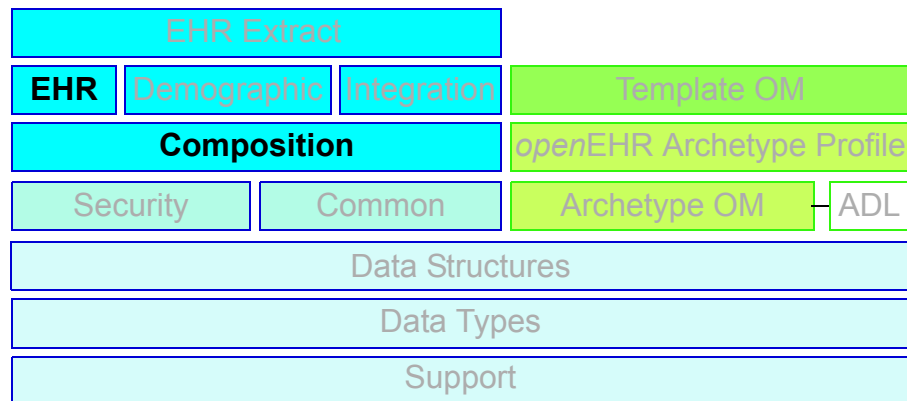 EHR Extract
EHR Demographic Integration Template OM
Composition openEHR Archetype Profile
Security Common Archetype OM ADL
Data Structures
Data Types
Support